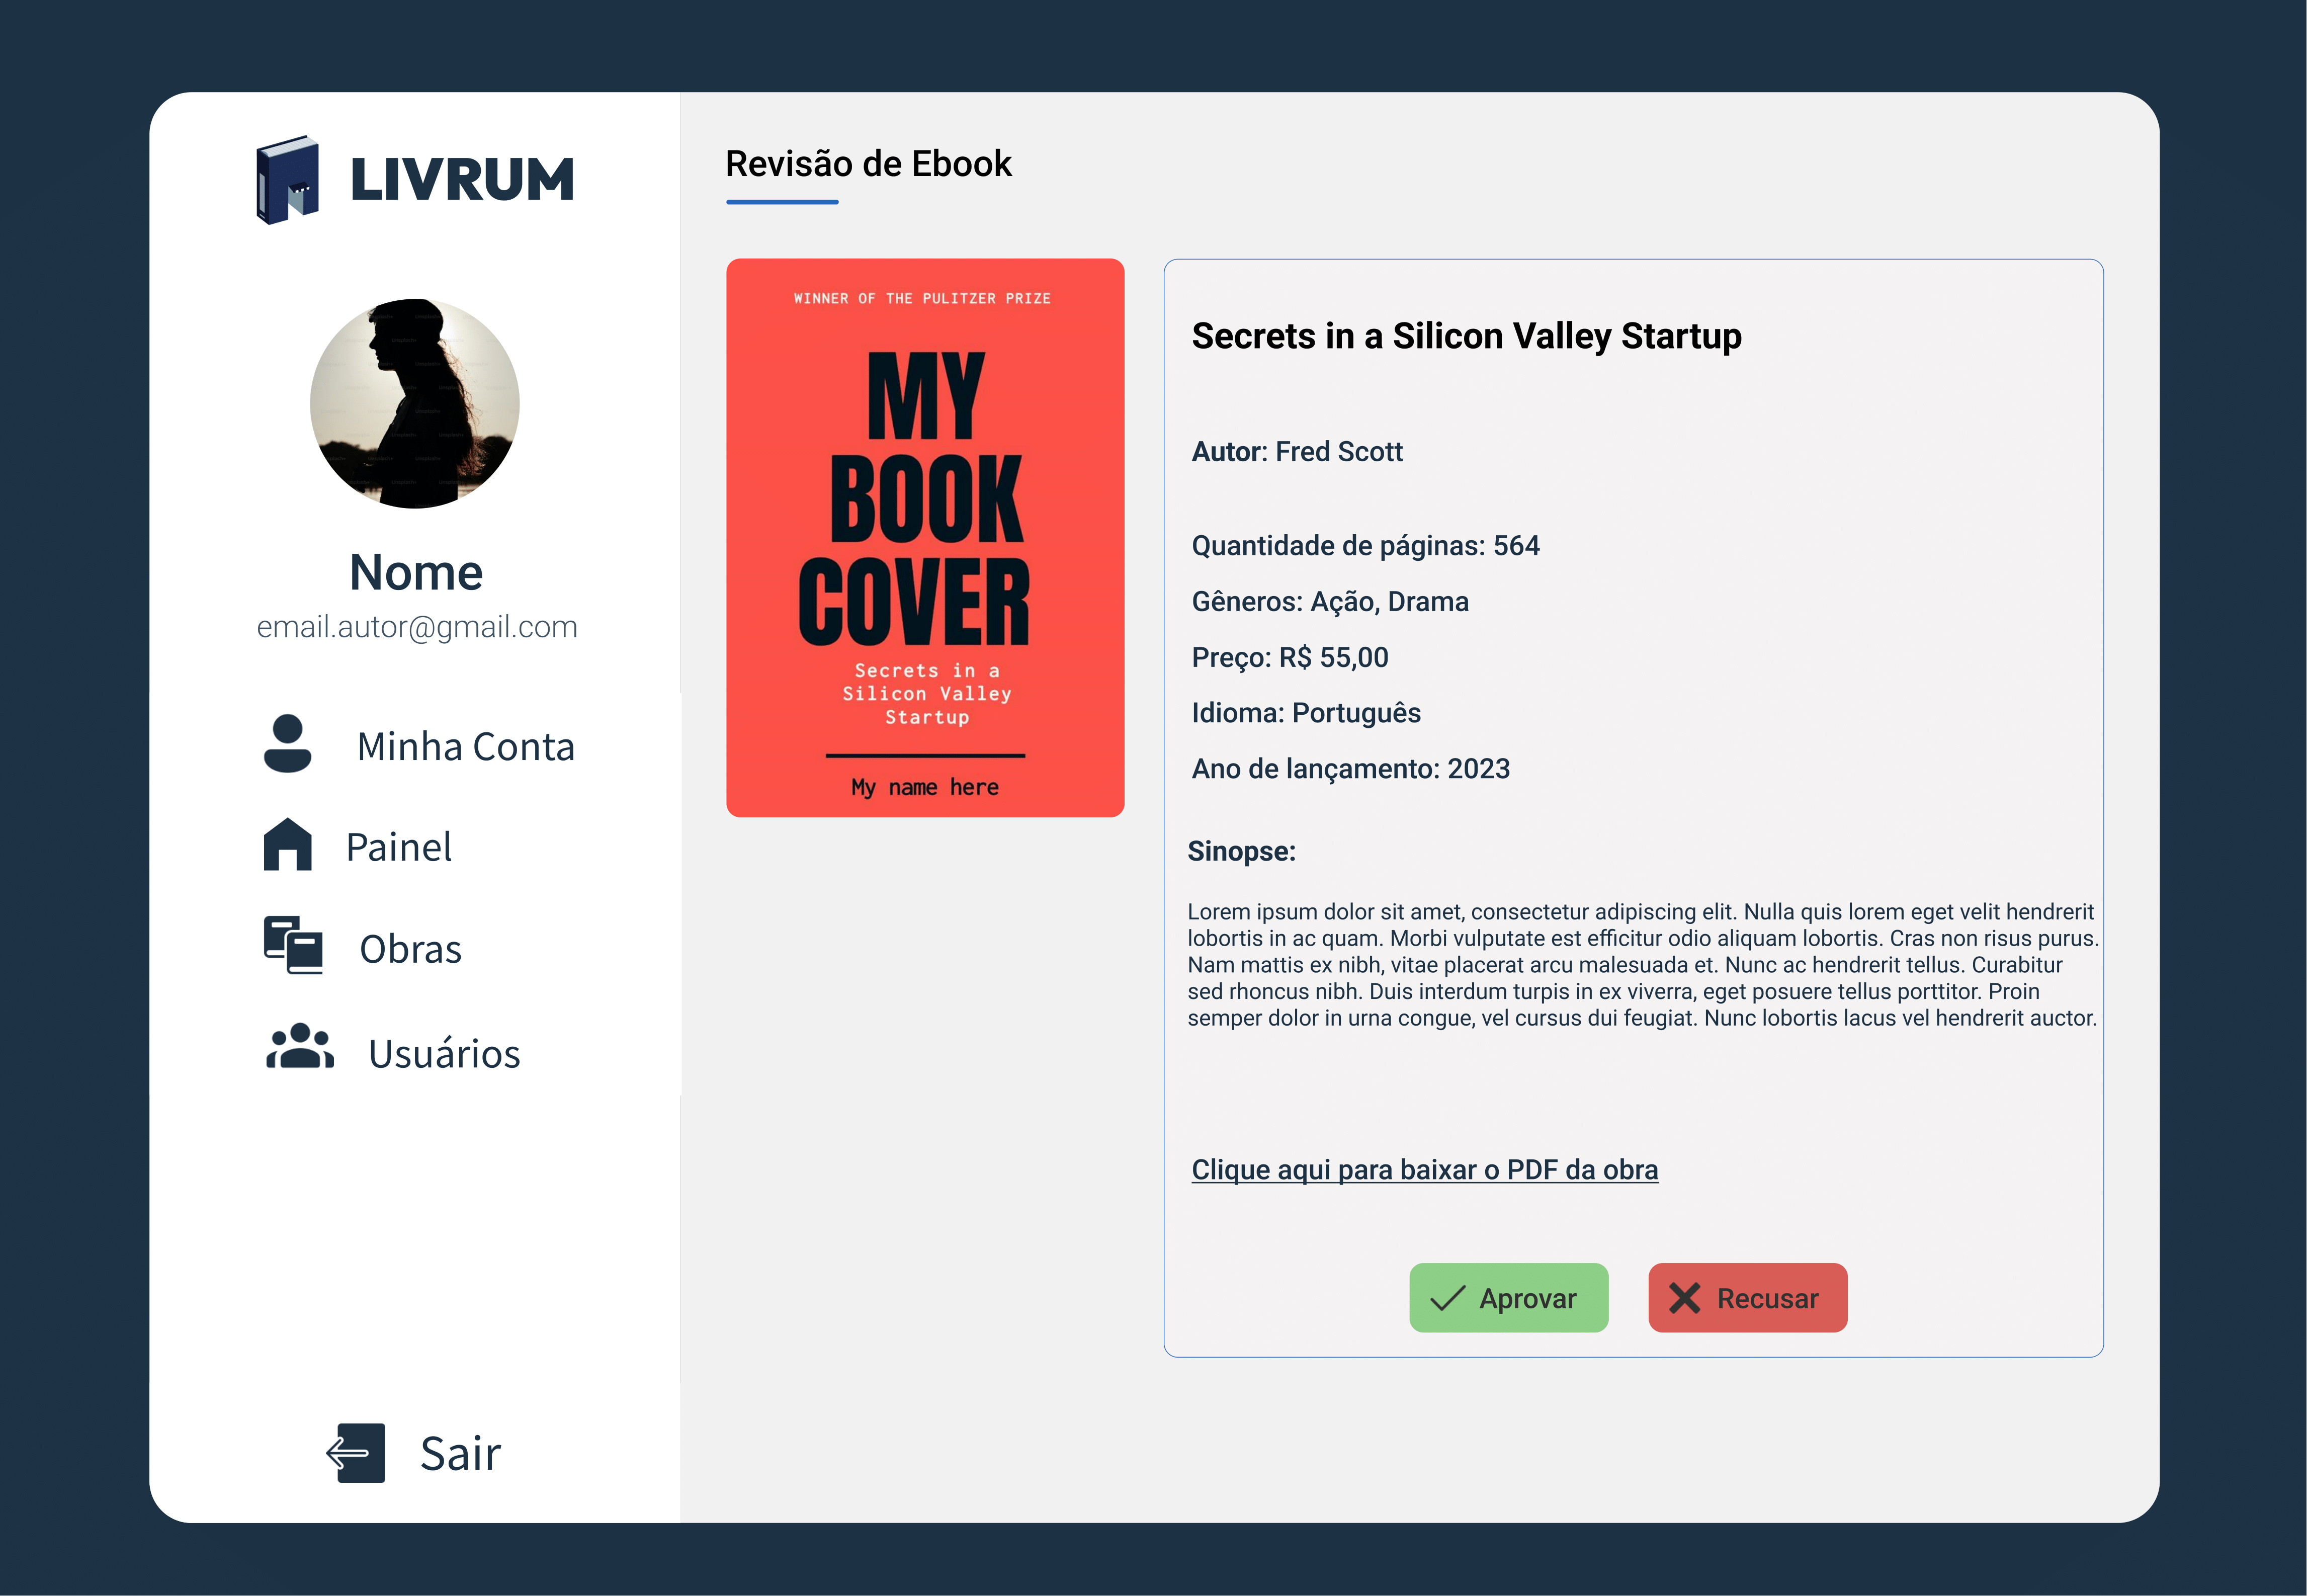 LIVRUM
Nome
email.autor@gmail.com
Minha Conta
Painel
Obras
Usuários
Sair
Revisão de Ebook
WINNER OF THE PULITZER PRIZE
MY
BOOK
COVER
Secrets in a
Silicon Valley
Startup
My name here
Secrets in a Silicon Valley Startup
Autor: Fred Scott
Quantidade de páginas: 564
Gêneros: Ação, Drama
Preço: R$ 55,00
Idioma: Português
Ano de lançamento: 2023
Sinopse:
Lorem ipsum dolor sit amet, consectetur adipiscing elit. Nulla quis lorem eget velit hendrerit
lobortis in ac quam. Morbi vulputate est efficitur odio aliquam lobortis. Cras non risus purus.
Nam mattis ex nibh, vitae placerat arcu malesuada et. Nunc ac hendrerit tellus. Curabitur
sed rhoncus nibh. Duis interdum turpis in ex viverra, eget posuere tellus porttitor. Proin
semper dolor in urna congue, vel cursus dui feugiat. Nunc lobortis lacus vel hendrerit auctor.
Clique aqui para baixar o PDF da obra
Aprovar
Recusar